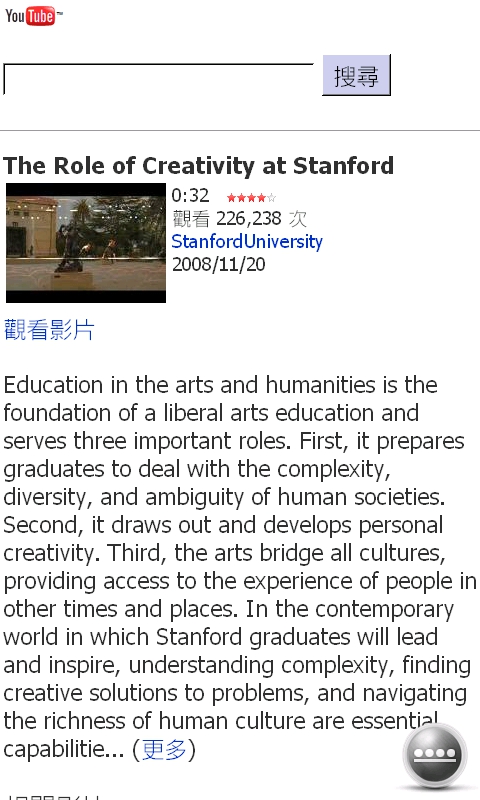 YouTube™
搜尋
The Role of Creativity at Stanford
0:32
觀看 226,238 次
StanfordUniversity
2008/11/20
觀看影片
Education in the arts and humanities is the
foundation of a liberal arts education and
serves three important roles. First, it prepares
graduates to deal with the complexity,
diversity, and ambiguity of human societies.
Second, it draws out and develops personal
creativity. Third, the arts bridge all cultures,
providing access to the experience of people in
other times and places. In the contemporary
world in which Stanford graduates will lead
and inspire, understanding complexity, finding
creative solutions to problems, and navigating
the richness of human culture are essential
capabilitie... (更多)